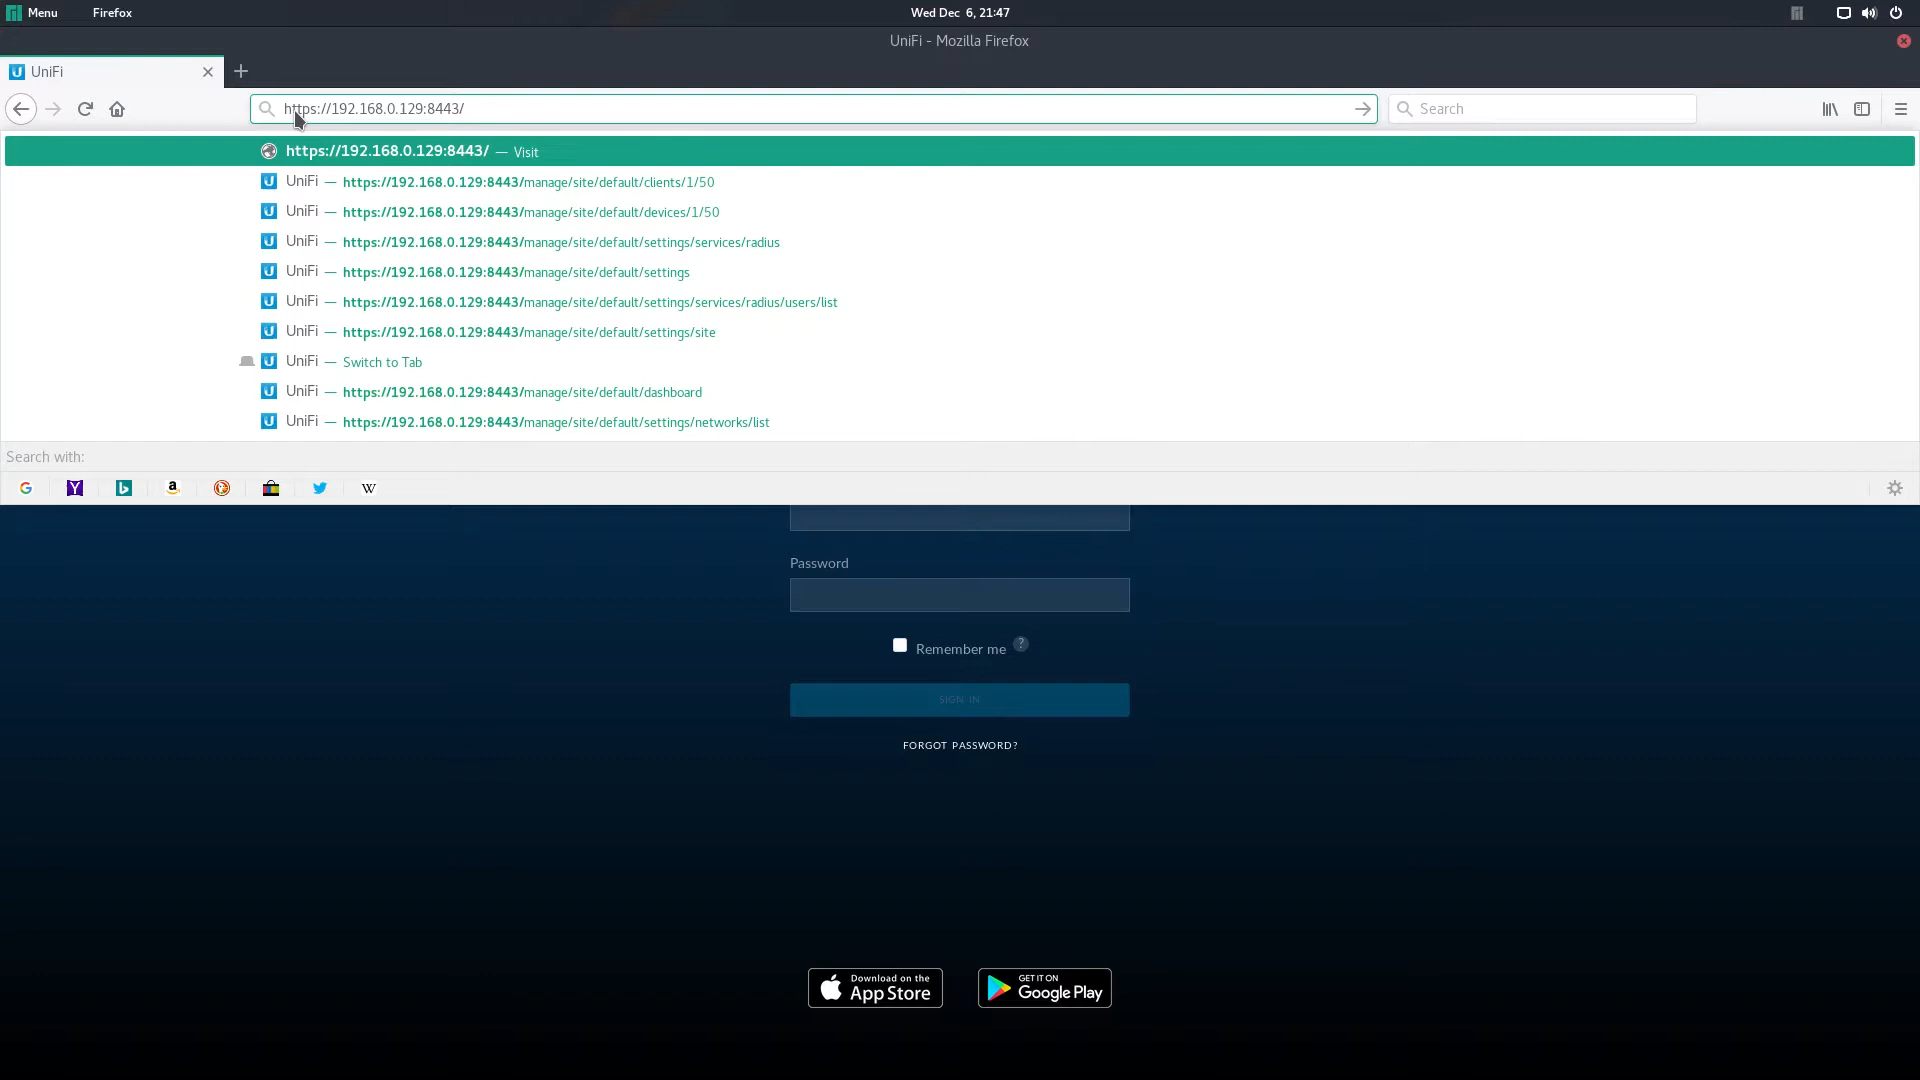 Menu Firefox Wed Dec 6, 21:47
UniFi - Mozilla Firefox
UniFi
https://192.168.0.129:8443/ Search
https://192.168.0.129:8443/ — Visit
UniFi — https://192.168.0.129:8443/manage/site/default/clients/1/50
UniFi — https://192.168.0.129:8443/manage/site/default/devices/1/50
UniFi — https://192.168.0.129:8443/manage/site/default/settings/services/radius
UniFi — https://192.168.0.129:8443/manage/site/default/settings
UniFi — https://192.168.0.129:8443/manage/site/default/settings/services/radius/users/list
UniFi — https://192.168.0.129:8443/manage/site/default/settings/site
UniFi — Switch to Tab
UniFi — https://192.168.0.129:8443/manage/site/default/dashboard
UniFi — https://192.168.0.129:8443/manage/site/default/settings/networks/list
Search with:
Password
Remember me ?
SIGN IN
FORGOT PASSWORD?
Download on the
App Store
GET IT ON
Google Play